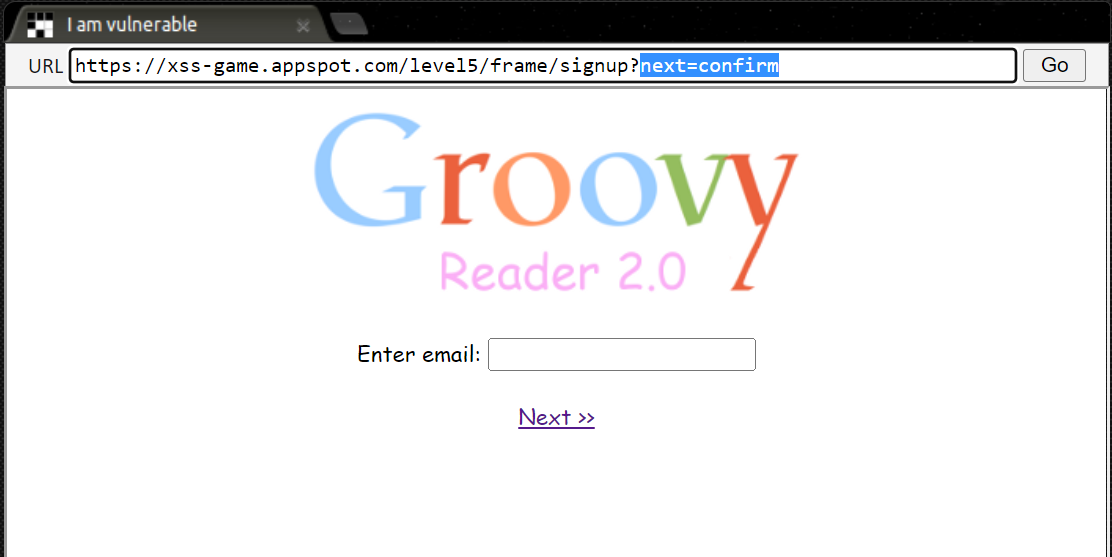 I am vulnerable
URL https://xss-game.appspot.com/level5/frame/signup?next=confirm Go
Groovy
Reader 2.0
Enter email:
Next >>